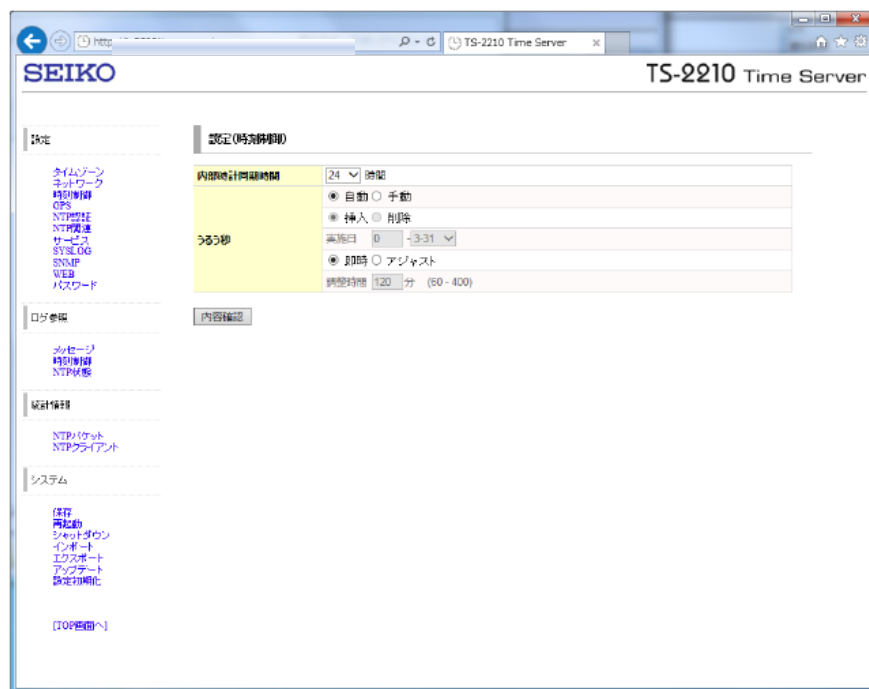 http
TS-2210 Time Server
SEIKO
TS-2210 Time Server
設定
タイムゾーン
ネットワーク
時刻制御
GPS
NTP認証
NTP関連
サービス
SYSLOG
SNMP
WEB
パスワード
ログ参照
メッセージ
時刻制御
NTP状態
統計情報
NTPパケット
NTPクライアント
システム
保存
再起動
シャットダウン
インポート
エクスポート
アップデート
設定初期化
[TOP画面へ]
設定(時刻制御)
内部時計同期時間 24 時間
うるう秒
自動 手動
挿入 削除
実施日 0 - 3-31
即時 アジャスト
調整時間 120 分 (60 - 400)
内容確認